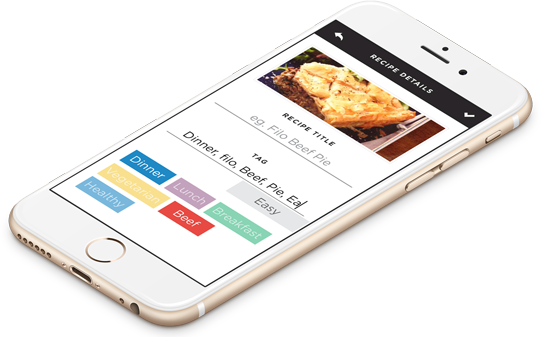 RECIPE DETAILS
RECIPE TITLE
eg. Filo Beef Pie
TAG
Dinner, filo, Beef, Pie, Ea
Easy
Dinner
Lunch
Breakfast
Vegetarian
Beef
Healthy